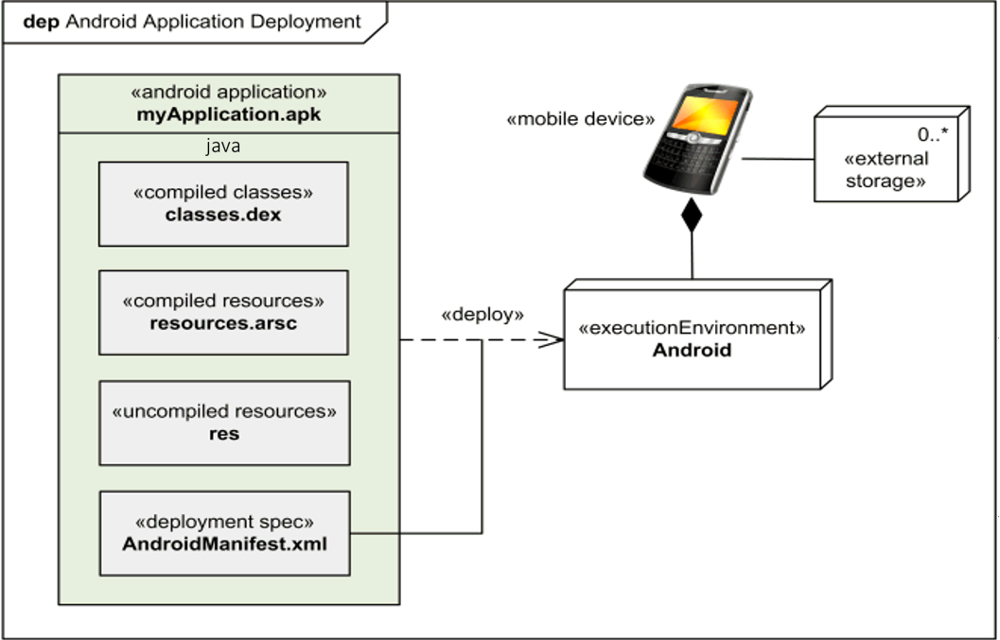 dep Android Application Deployment
«android application»
myApplication.apk
java
«compiled classes»
classes.dex
«compiled resources»
resources.arsc
«uncompiled resources»
res
«deployment spec»
AndroidManifest.xml
«deploy»
«mobile device»
0..*
«external
storage»
«executionEnvironment»
Android